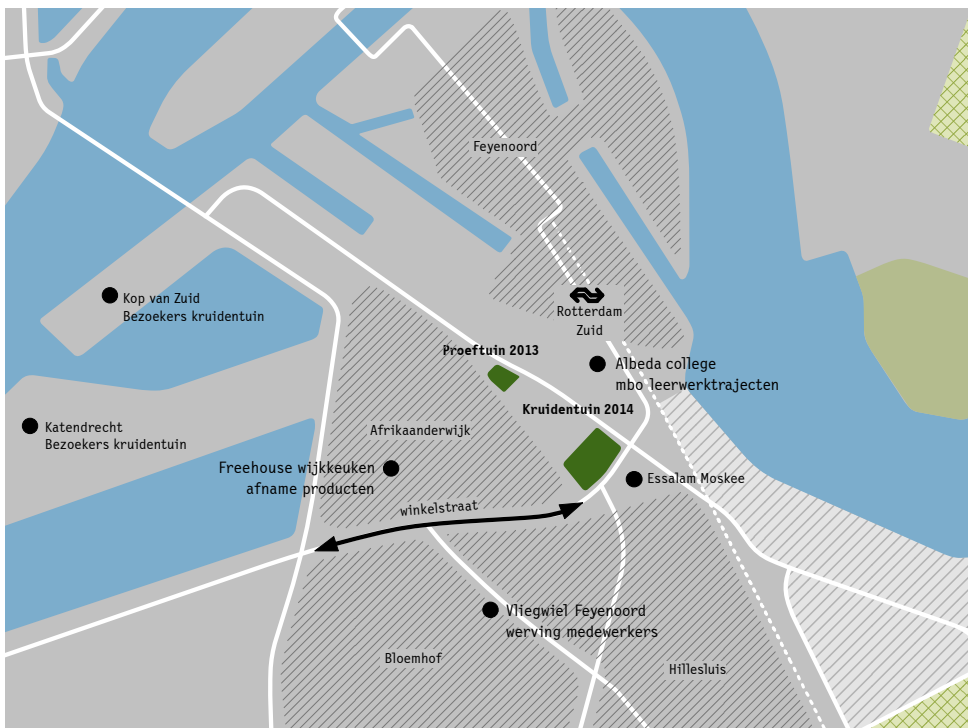 Feyenoord
Kop van Zuid
Bezoekers kruidentuin
Rotterdam
Zuid
Proeftuin 2013
Albeda college
mbo leerwerktrajecten
Kruidentuin 2014
Katendrecht
Bezoekers kruidentuin
Afrikaanderwijk
Freehouse wijkkeuken
afname producten
Essalam Moskee
winkelstraat
Vliegwiel Feyenoord
werving medewerkers
Bloemhof
Hillesluis